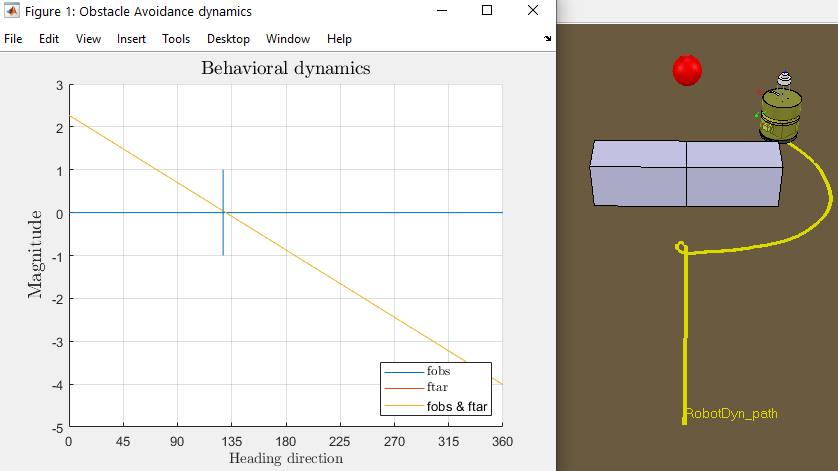 Figure 1: Obstacle Avoidance dynamics
File Edit View Insert Tools Desktop Window Help
Behavioral dynamics
3
2
1
0
-1
-2
-3
-4
-5
Magnitude
fobs
ftar
fobs & ftar
0 45 90 135 180 225 270 315 360
Heading direction
RobotDyn_path